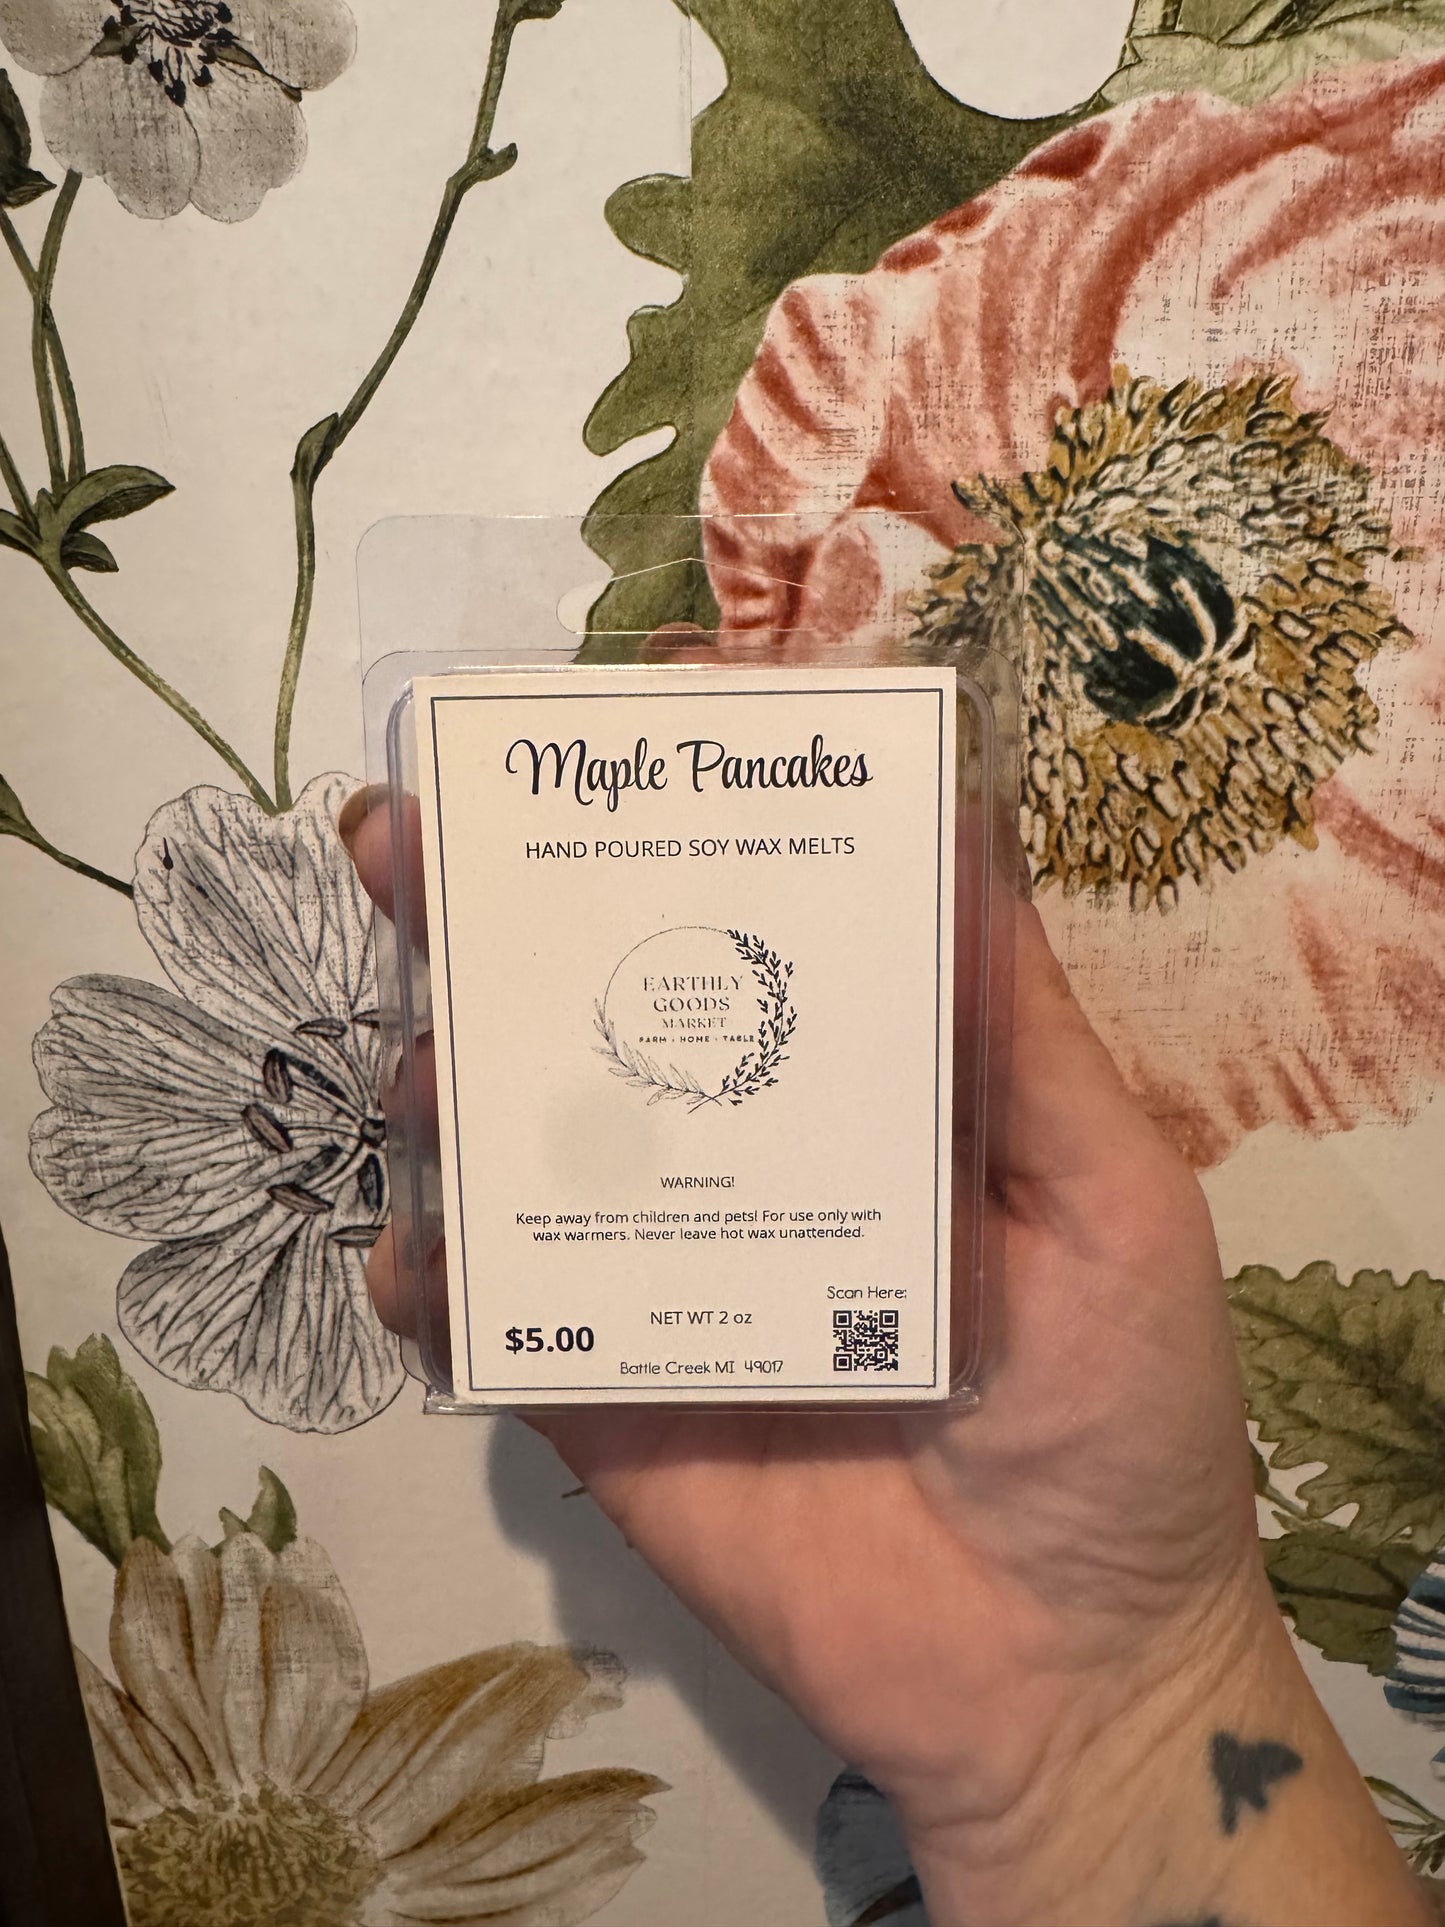 Maple Pancakes
HAND POURED SOY WAX MELTS
EARTHLY
GOODS
MARKET
FARM • HOME • TABLE
WARNING!
Keep away from children and pets! For use only with
wax warmers. Never leave hot wax unattended.
Scan Here:
NET WT 2 oz
$5.00
Battle Creek MI 49017